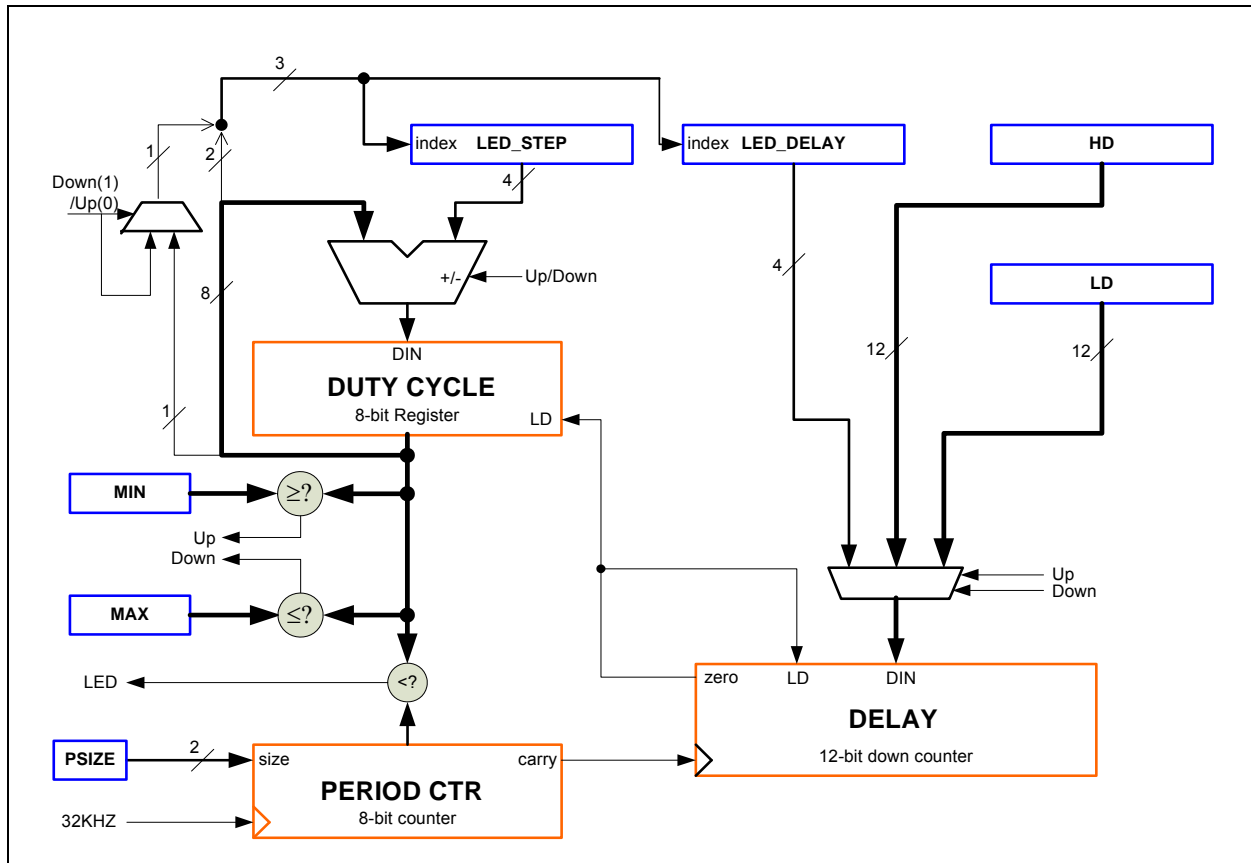 3
index LED_STEP
index LED_DELAY
HD
1
2
4
Down(1)
/Up(0)
+/-
Up/Down
4
LD
8
12
12
DIN
DUTY CYCLE
8-bit Register
LD
1
MIN
≥?
Up
Down
Up
Down
MAX
≤?
LED
<?
zero
LD
DIN
DELAY
12-bit down counter
PSIZE
2
size
carry
PERIOD CTR
8-bit counter
32KHZ